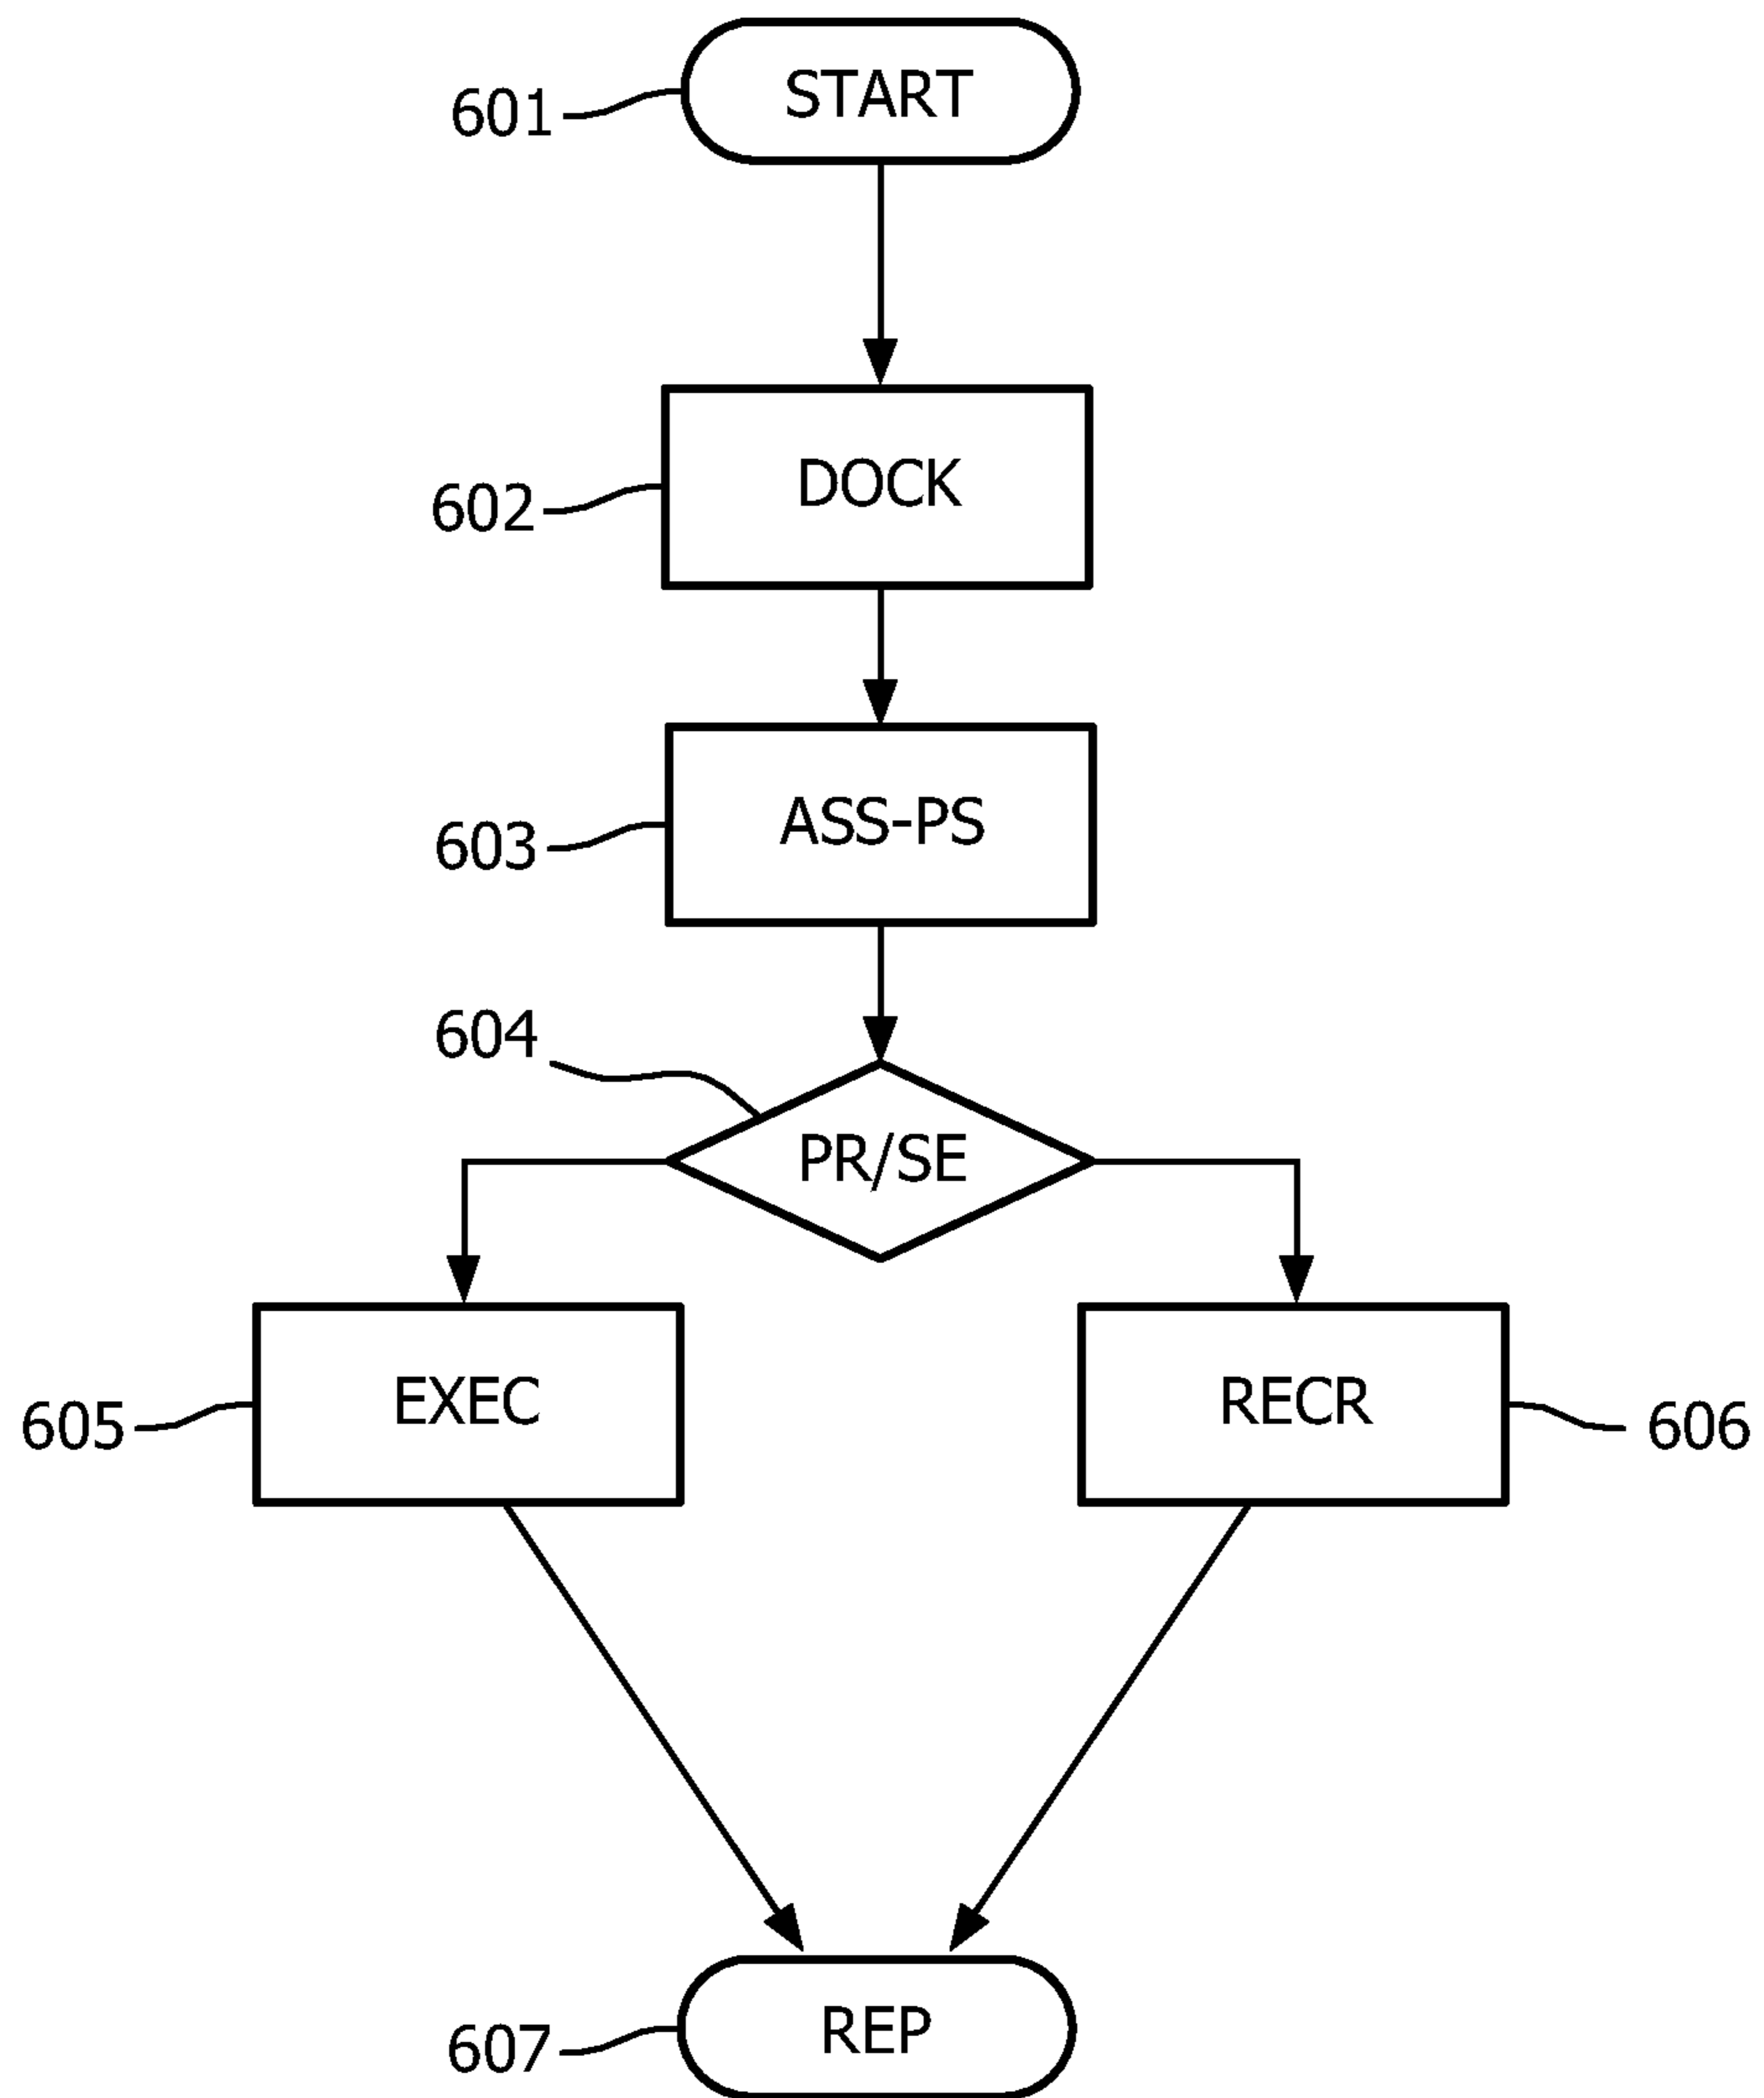 START
601
DOCK
602
ASS-PS
603
604
PR/SE
EXEC
RECR
605
606
REP
607